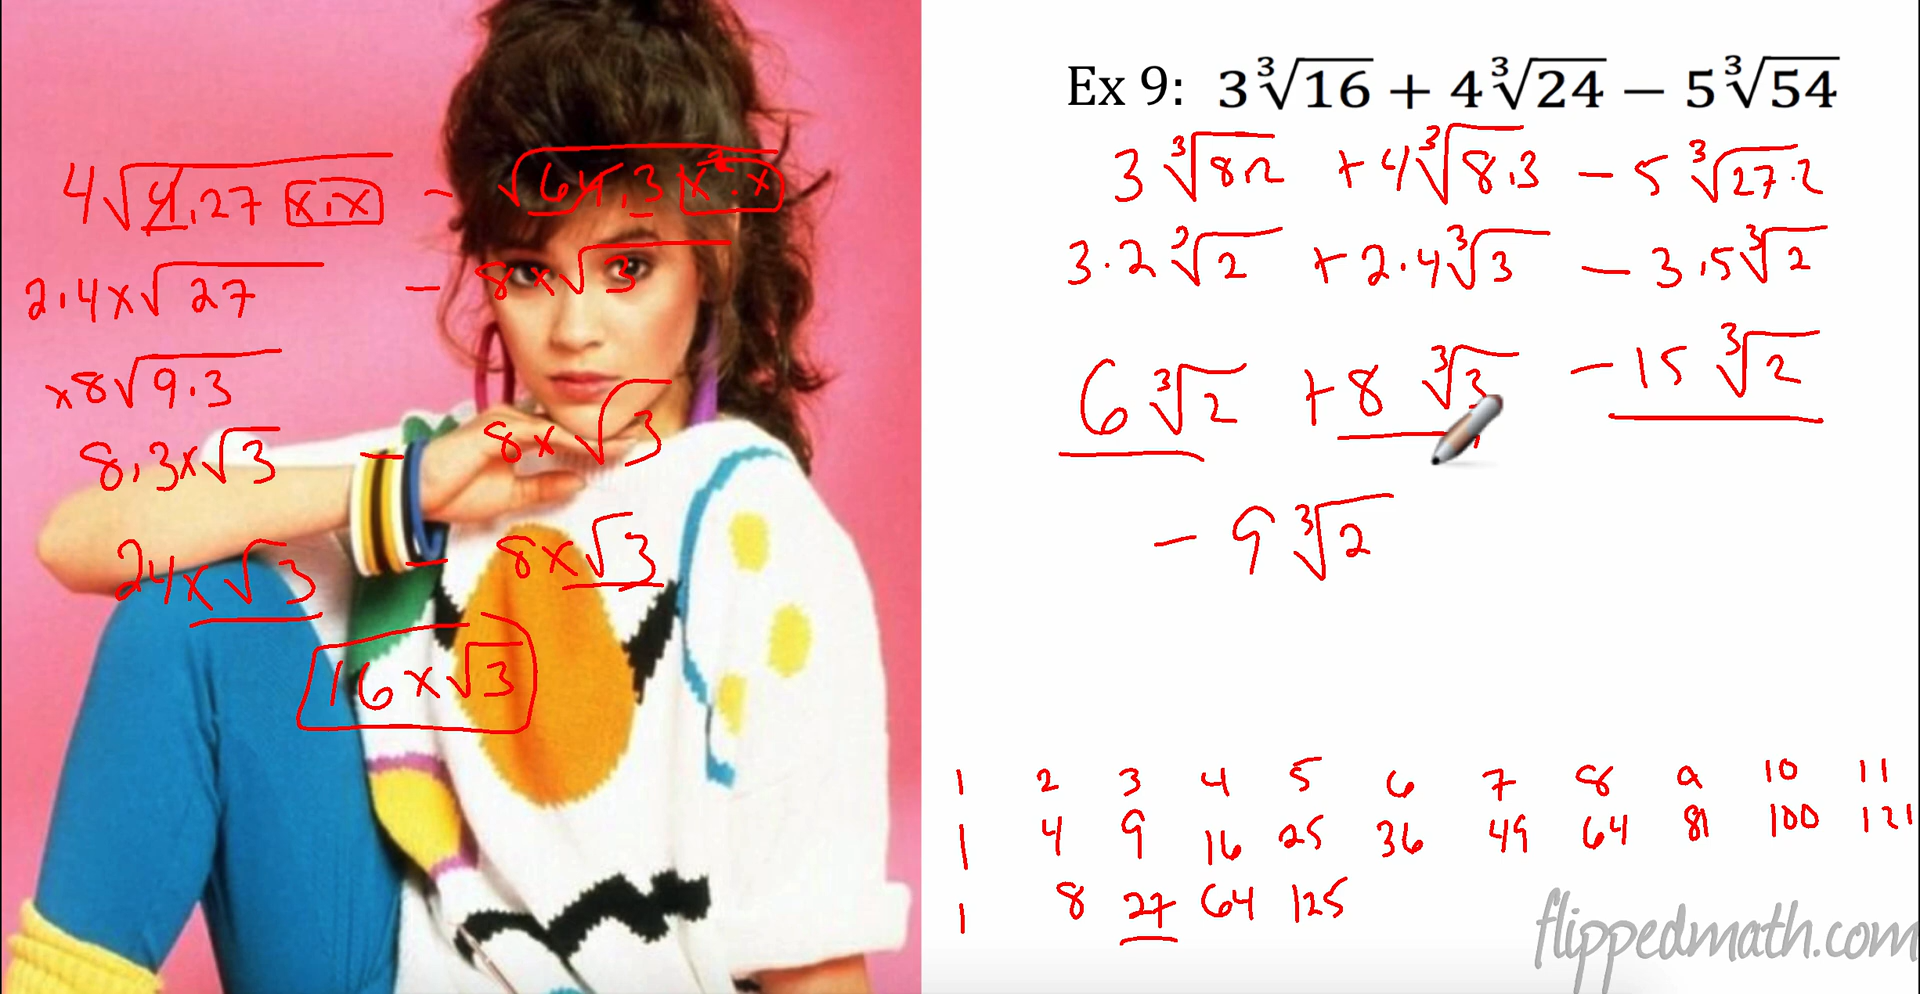 4√4.27 x.x − √64.3 x².x
2.4x√27 − 8x√3
x8√9.3
8.3x√3 − 8x√3
24x√3 − 8x√3
16x√3
Ex 9: 3∛16 + 4∛24 − 5∛54
3∛8.2 + 4∛8.3 − 5∛27.2
3.2∛2 + 2.4∛3 − 3.5∛2
6∛2 + 8∛3 − 15∛2
− 9∛2
1 2 3 4 5 6 7 8 9 10 11
1 4 9 16 25 36 49 64 81 100 121
1 8 27 64 125
flippedmath.com